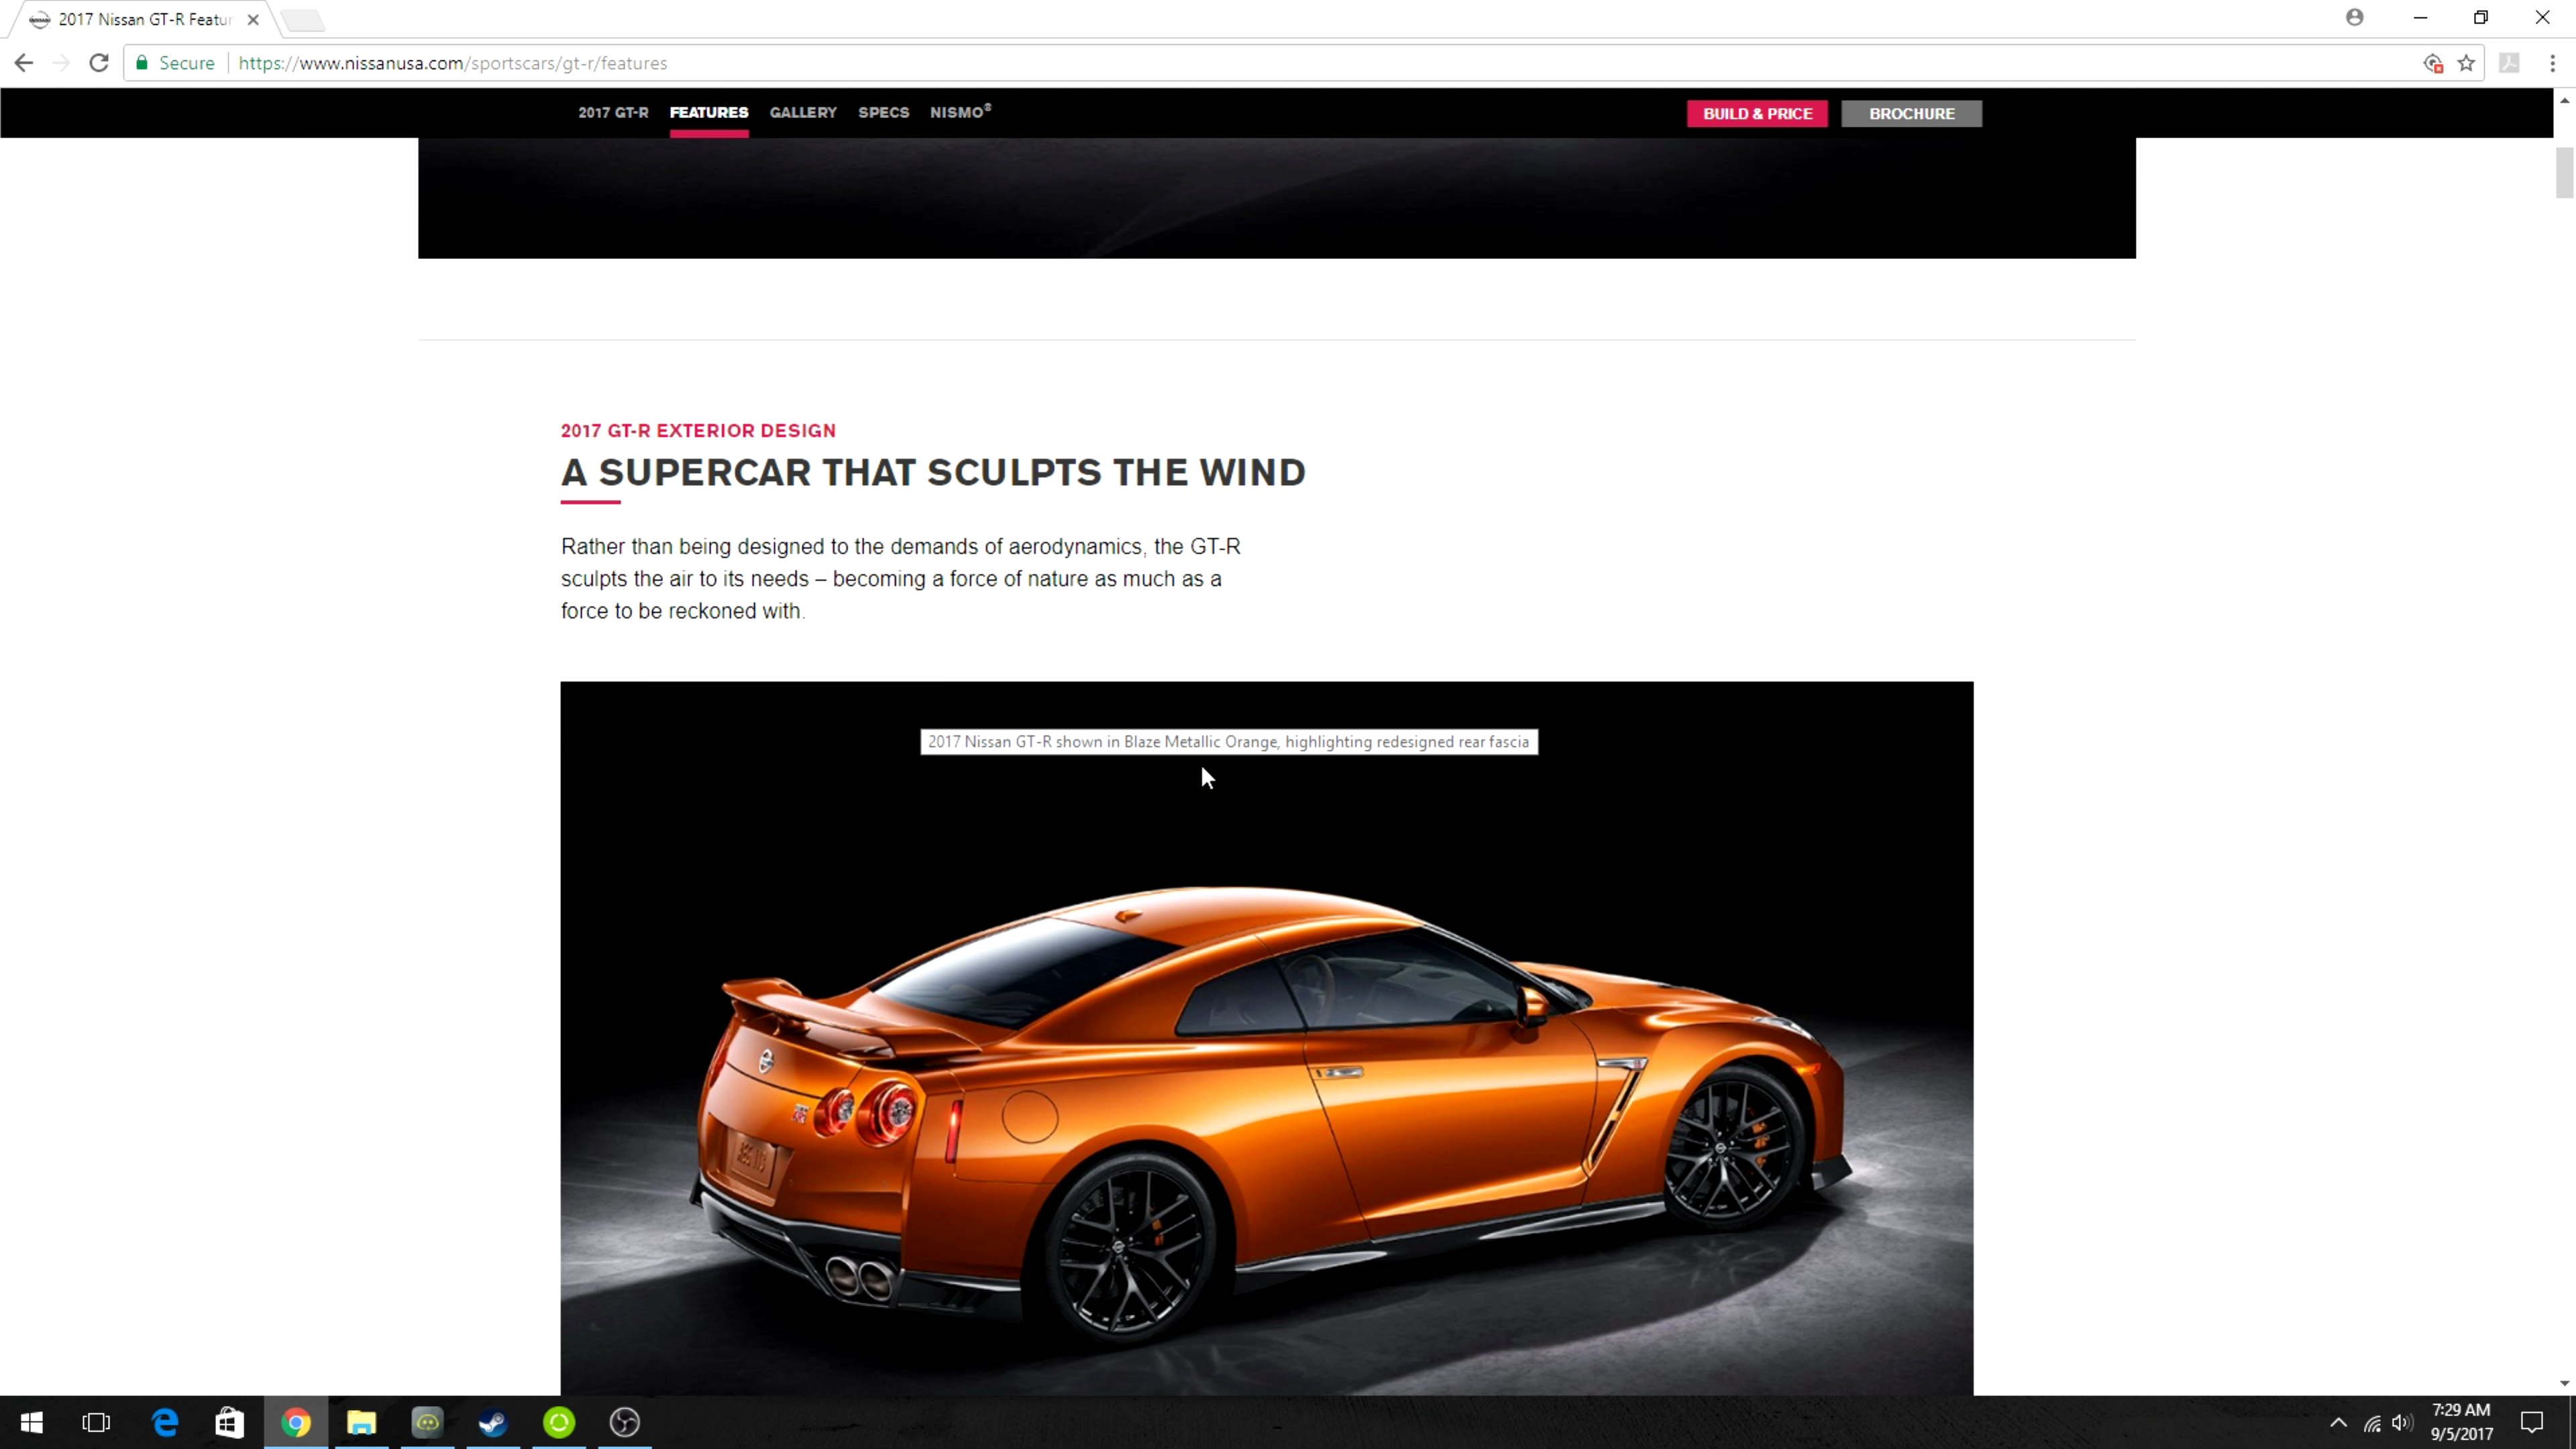 2017 Nissan GT-R Featur
Secure https://www.nissanusa.com/sportscars/gt-r/features
2017 GT-R FEATURES GALLERY SPECS NISMO® BUILD & PRICE BROCHURE
2017 GT-R EXTERIOR DESIGN
A SUPERCAR THAT SCULPTS THE WIND
Rather than being designed to the demands of aerodynamics, the GT-R
sculpts the air to its needs – becoming a force of nature as much as a
force to be reckoned with.
2017 Nissan GT-R shown in Blaze Metallic Orange, highlighting redesigned rear fascia
7:29 AM
9/5/2017